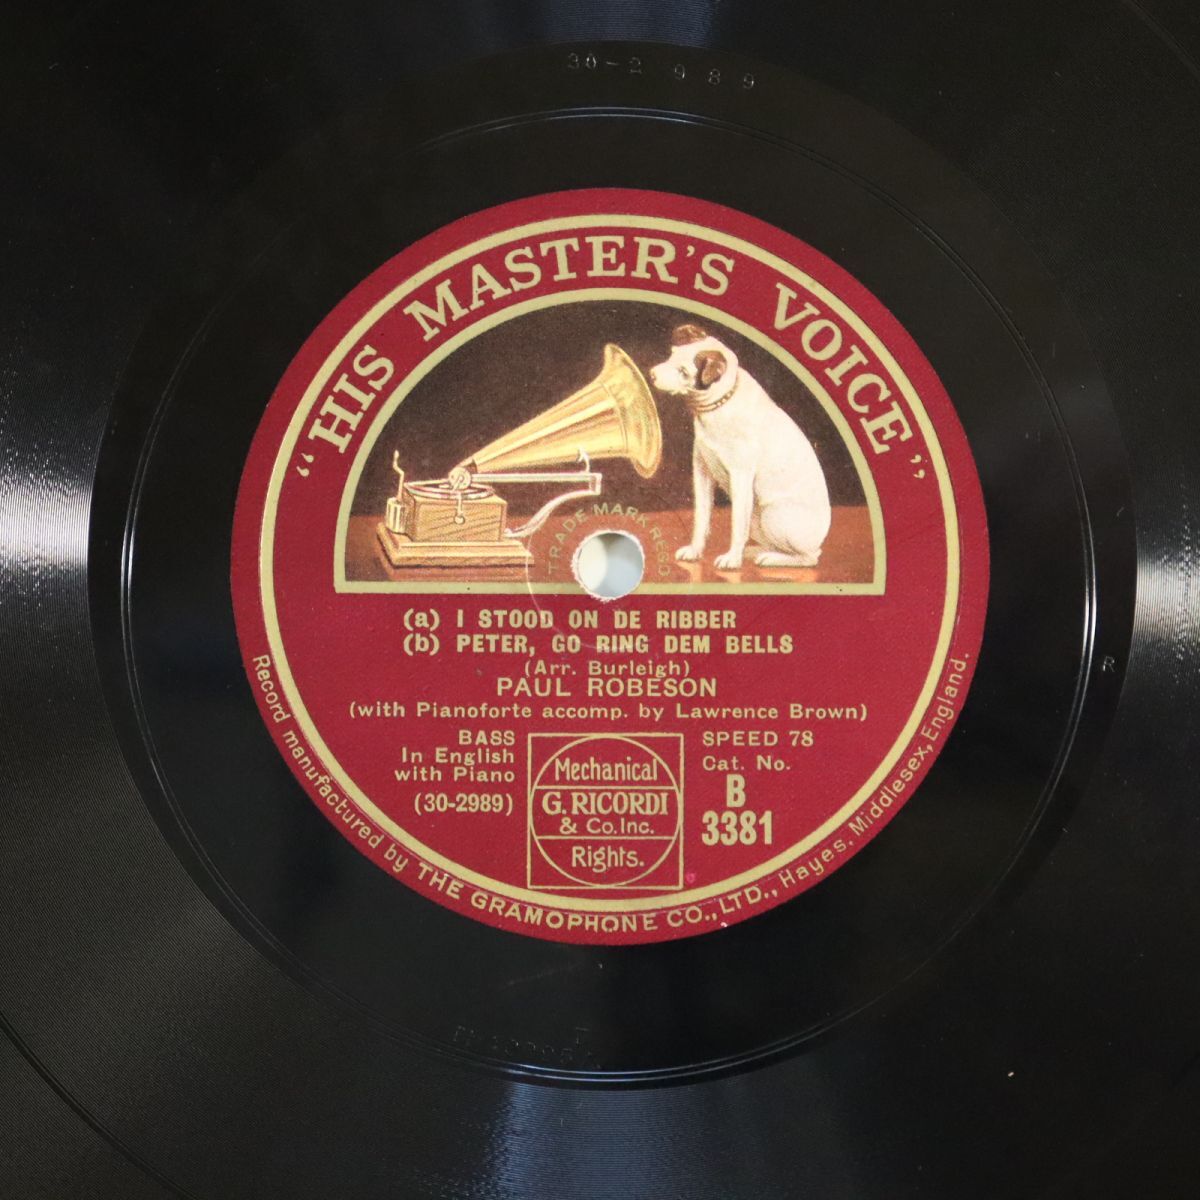 30-2989
"HIS MASTER'S VOICE"
TRADE MARK REGD
(a) I STOOD ON DE RIBBER
(b) PETER, GO RING DEM BELLS
(Arr. Burleigh)
PAUL ROBESON
(with Pianoforte accomp. by Lawrence Brown)
BASS
In English
with Piano
(30-2989)
Mechanical
G. RICORDI
& Co. Inc.
Rights.
SPEED 78
Cat. No.
B
3381
Record manufactured by THE GRAMOPHONE CO., LTD., Hayes, Middlesex, England.
R